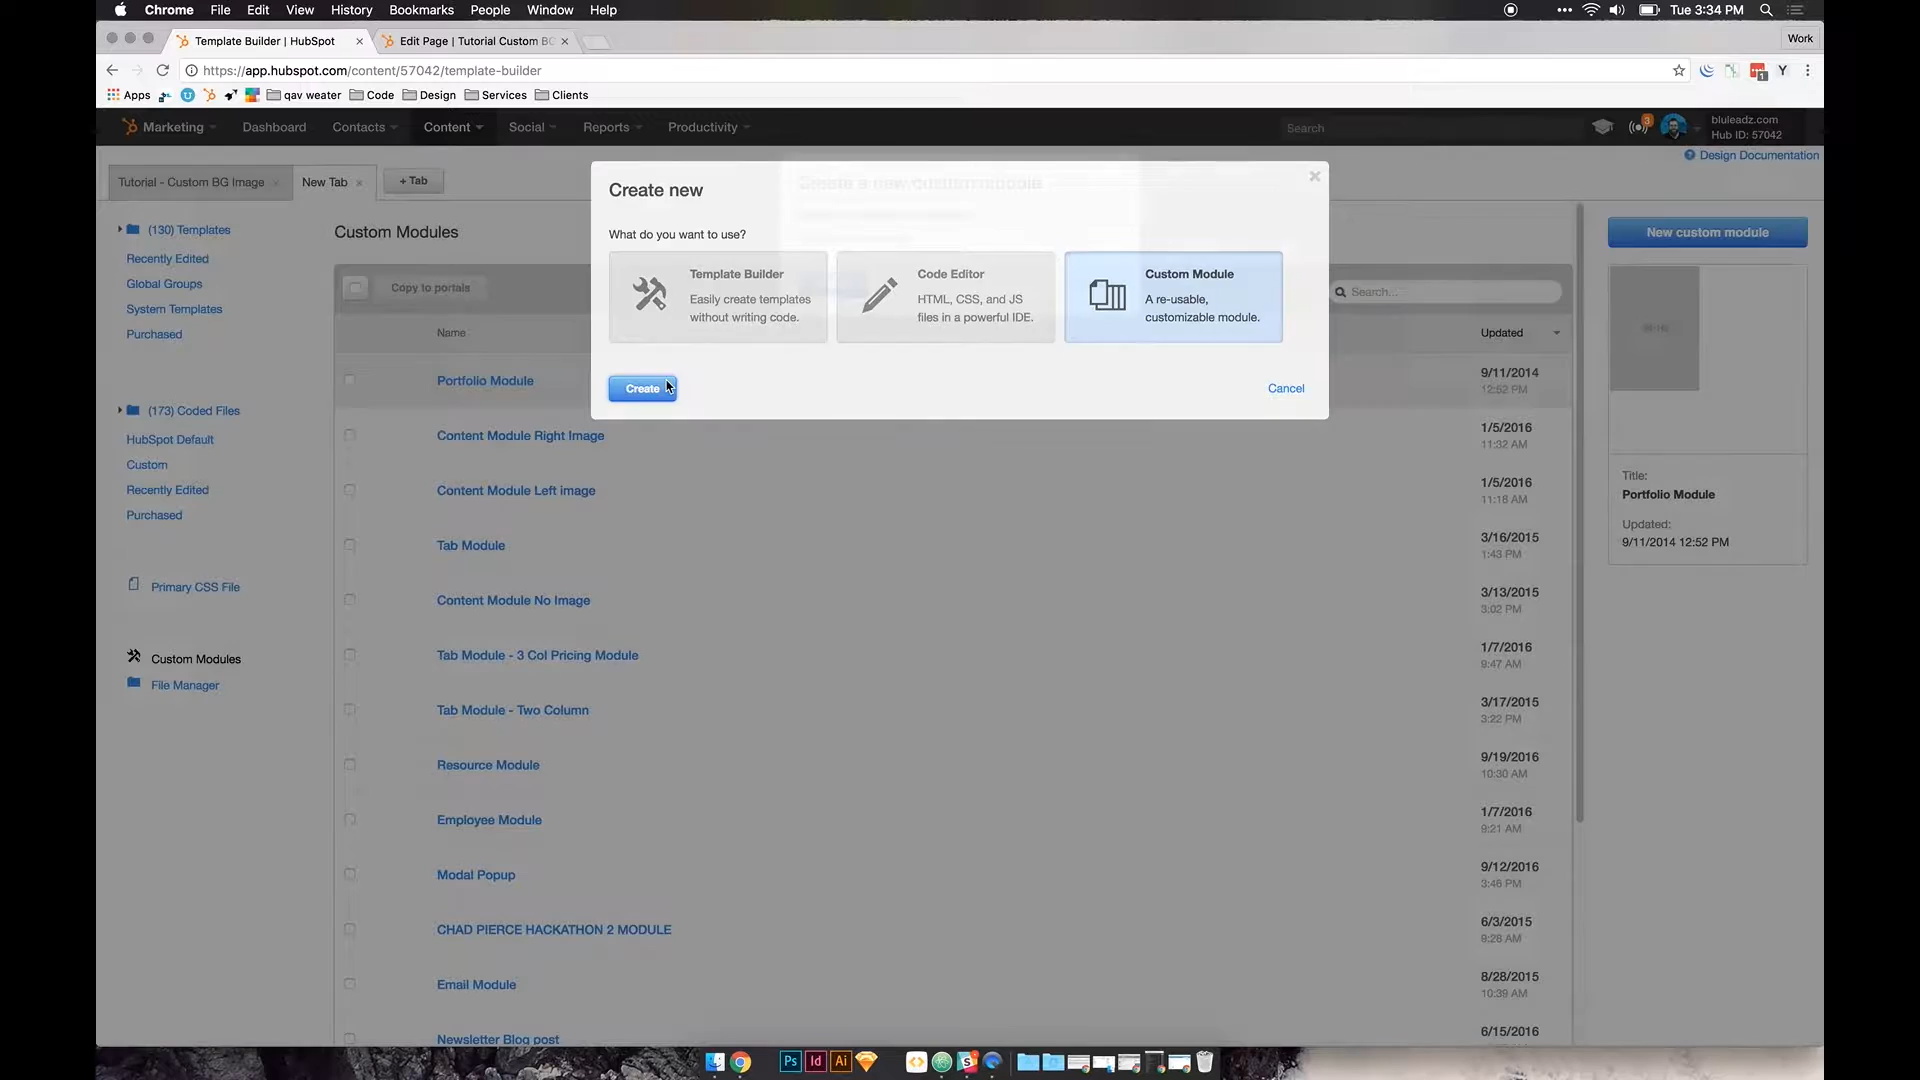 Chrome File Edit View History Bookmarks People Window Help
Tue 3:34 PM
Template Builder | HubSpot
Edit Page | Tutorial Custom BG
Work
https://app.hubspot.com/content/57042/template-builder
Apps
qav weater
Code
Design
Services
Clients
Marketing
Dashboard
Contacts
Content
Social
Reports
Productivity
Search
3
bluleadz.com
Hub ID: 57042
Design Documentation
Tutorial - Custom BG Image
New Tab
+ Tab
Create new
Create a new custom module
What do you want to use?
Template Builder
Easily create templates
without writing code.
Code Editor
HTML, CSS, and JS
files in a powerful IDE.
Custom Module
A re-usable,
customizable module.
Create
Cancel
(130) Templates
Recently Edited
Global Groups
System Templates
Purchased
(173) Coded Files
HubSpot Default
Custom
Recently Edited
Purchased
Primary CSS File
Custom Modules
File Manager
Custom Modules
Copy to portals
Search...
Name
Updated
Portfolio Module
9/11/2014
12:52 PM
Content Module Right Image
1/5/2016
11:32 AM
Content Module Left image
1/5/2016
11:18 AM
Tab Module
3/16/2015
1:43 PM
Content Module No Image
3/13/2015
3:02 PM
Tab Module - 3 Col Pricing Module
1/7/2016
9:47 AM
Tab Module - Two Column
3/17/2015
3:22 PM
Resource Module
9/19/2016
10:30 AM
Employee Module
1/7/2016
9:21 AM
Modal Popup
9/12/2016
3:46 PM
CHAD PIERCE HACKATHON 2 MODULE
6/3/2015
9:28 AM
Email Module
8/28/2015
10:39 AM
Newsletter Blog post
6/15/2016
New custom module
Title:
Portfolio Module
Updated:
9/11/2014 12:52 PM
Ps
Id
Ai